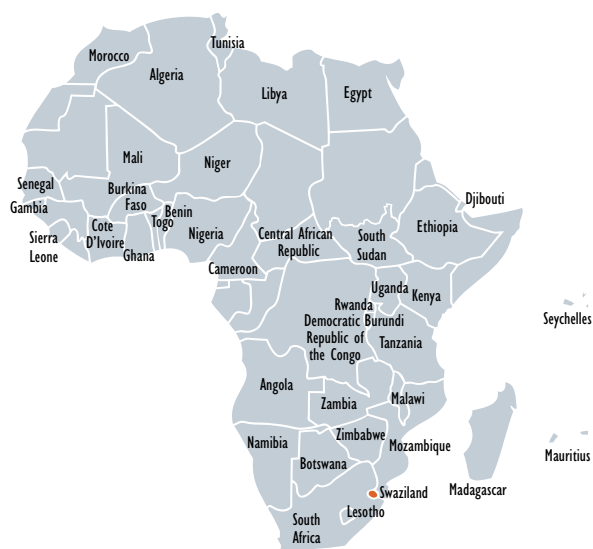 Tunisia
Morocco
Algeria
Libya
Egypt
Mali
Niger
Senegal
Burkina
Faso
Gambia
Benin
Togo
Cote
D'Ivoire
Nigeria
Ghana
Sierra
Leone
Djibouti
Ethiopia
Central African
Republic
South
Sudan
Cameroon
Uganda
Kenya
Rwanda
Democratic
Republic of
the Congo
Burundi
Tanzania
Seychelles
Angola
Zambia
Malawi
Namibia
Zimbabwe
Mozambique
Botswana
Mauritius
Madagascar
Swaziland
Lesotho
South
Africa